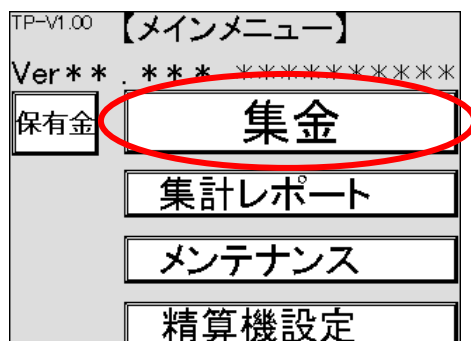 TP-V1.00 【メインメニュー】
Ver**.*** **********
保有金 集金
集計レポート
メンテナンス
精算機設定